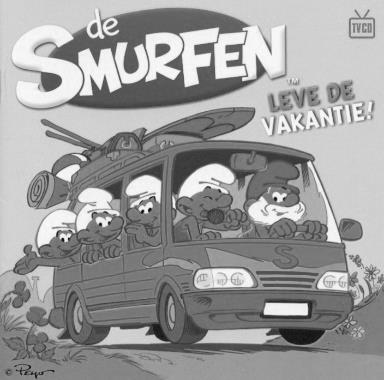 de
SMURFEN
TM
TVCD
LEVE DE
VAKANTIE!
S
© Peyo